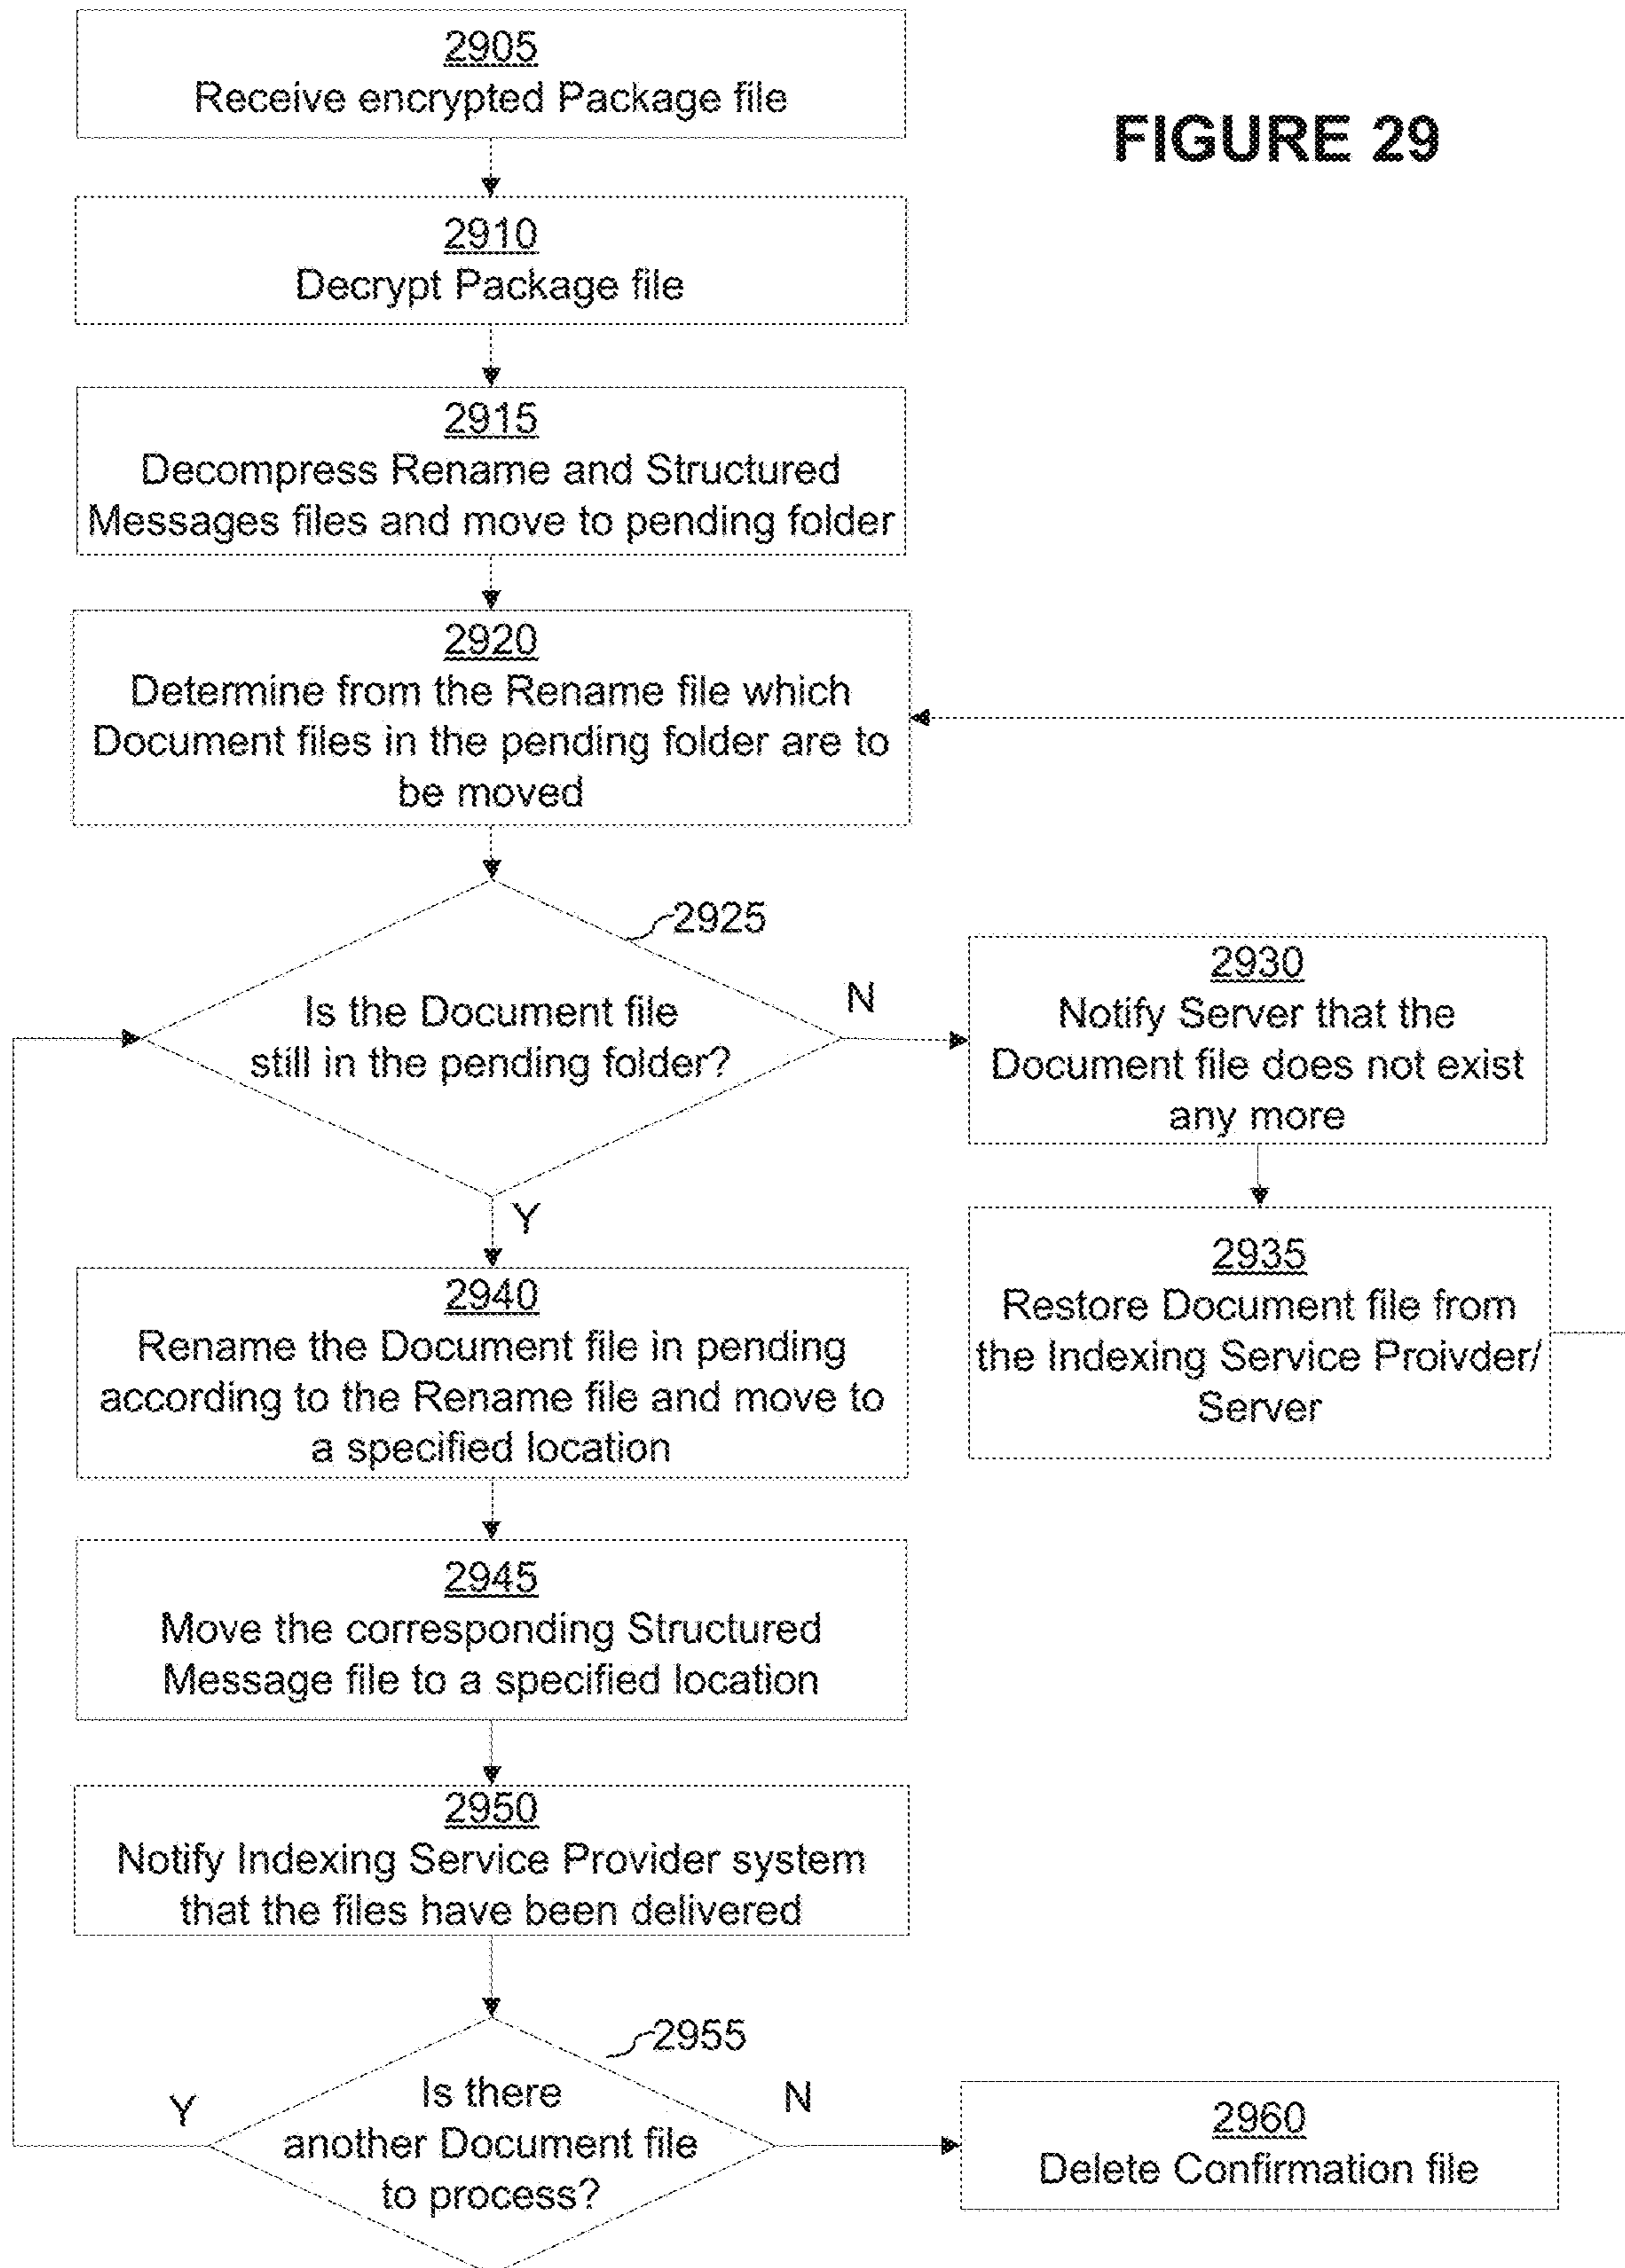 2905
Receive encrypted Package file
FIGURE 29
2910
Decrypt Package file
2915
Decompress Rename and Structured
Messages files and move to pending folder
2920
Determine from the Rename file which
Document files in the pending folder are to
be moved
2925
Is the Document file
still in the pending folder?
N
Y
2930
Notify Server that the
Document file does not exist
any more
2935
Restore Document file from
the Indexing Service Proivder/
Server
2940
Rename the Document file in pending
according to the Rename file and move to
a specified location
2945
Move the corresponding Structured
Message file to a specified location
2950
Notify Indexing Service Provider system
that the files have been delivered
2955
Is there
another Document file
to process?
Y
N
2960
Delete Confirmation file